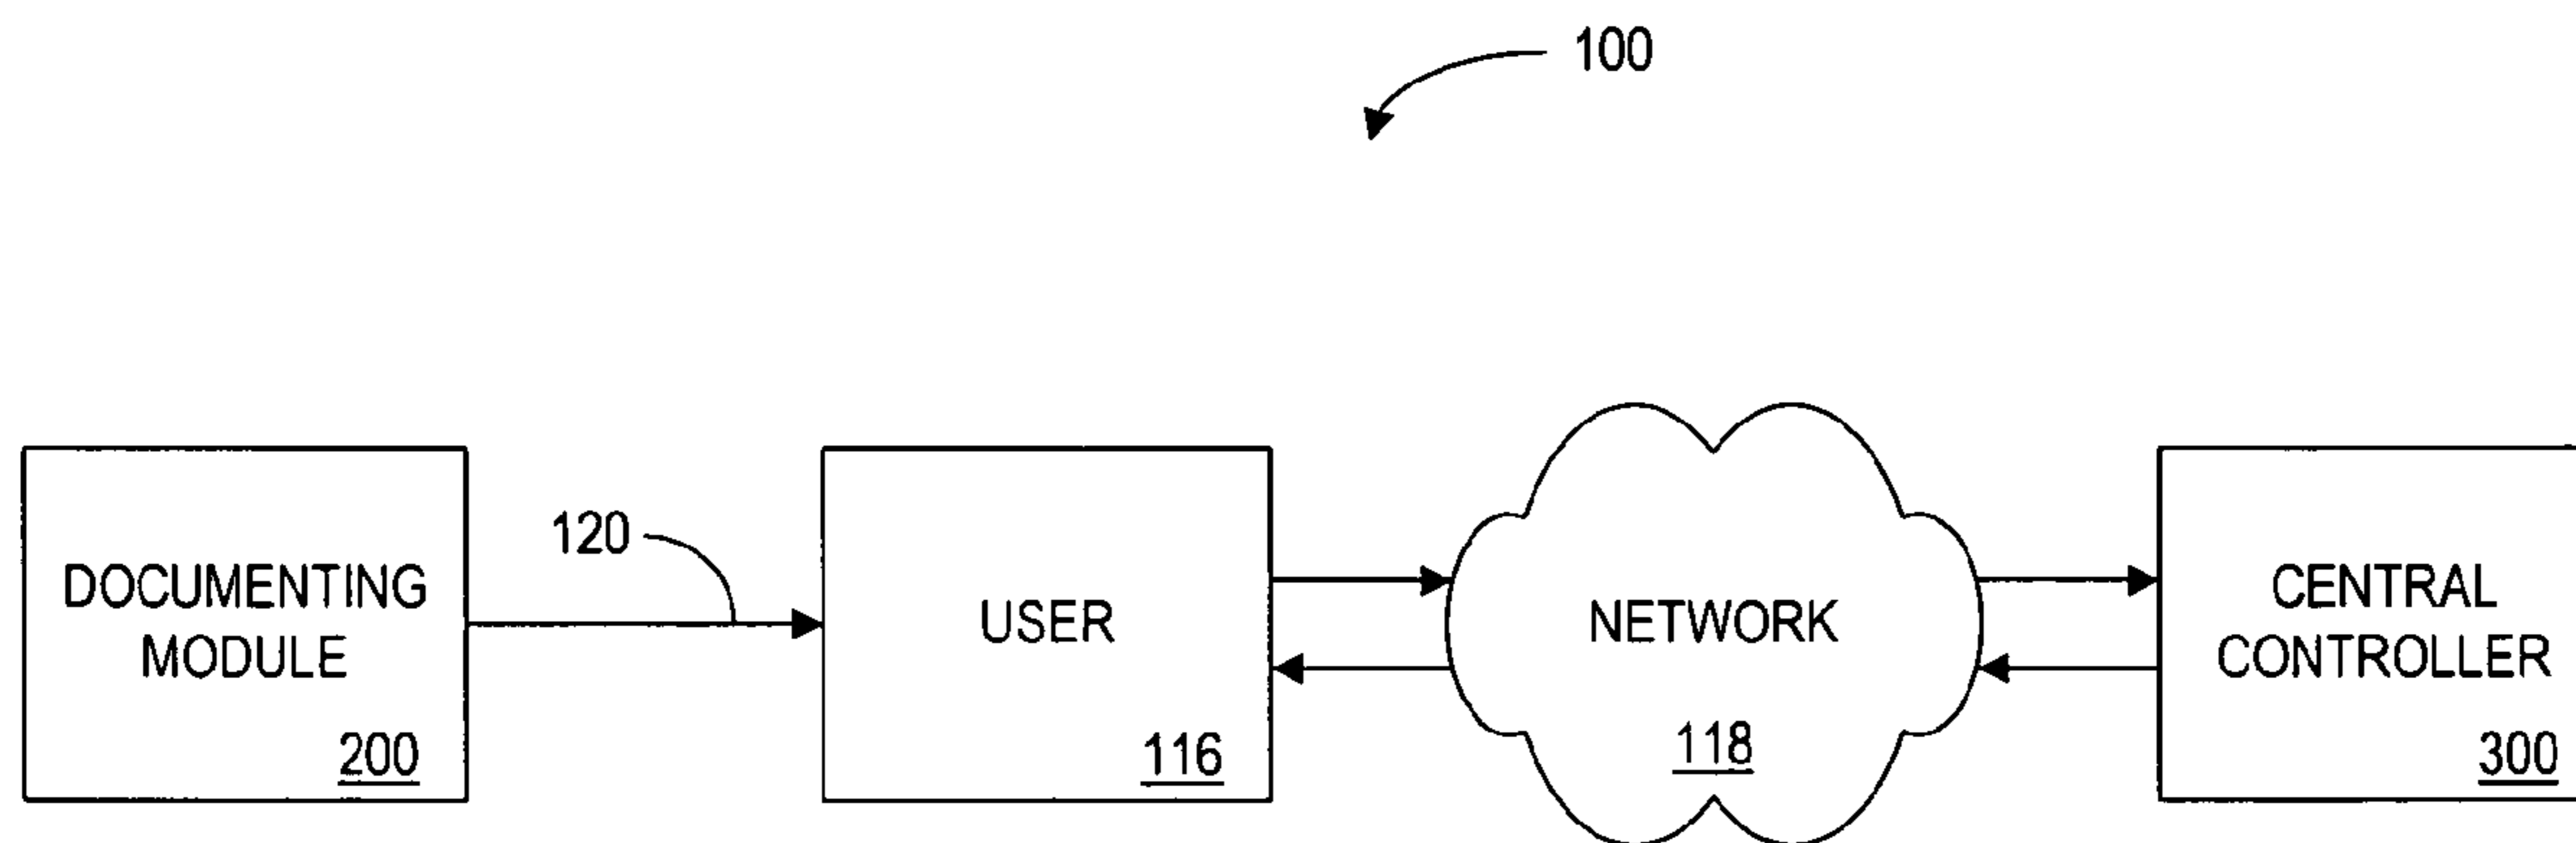 100
120
DOCUMENTING
MODULE
200
USER
116
NETWORK
118
CENTRAL
CONTROLLER
300